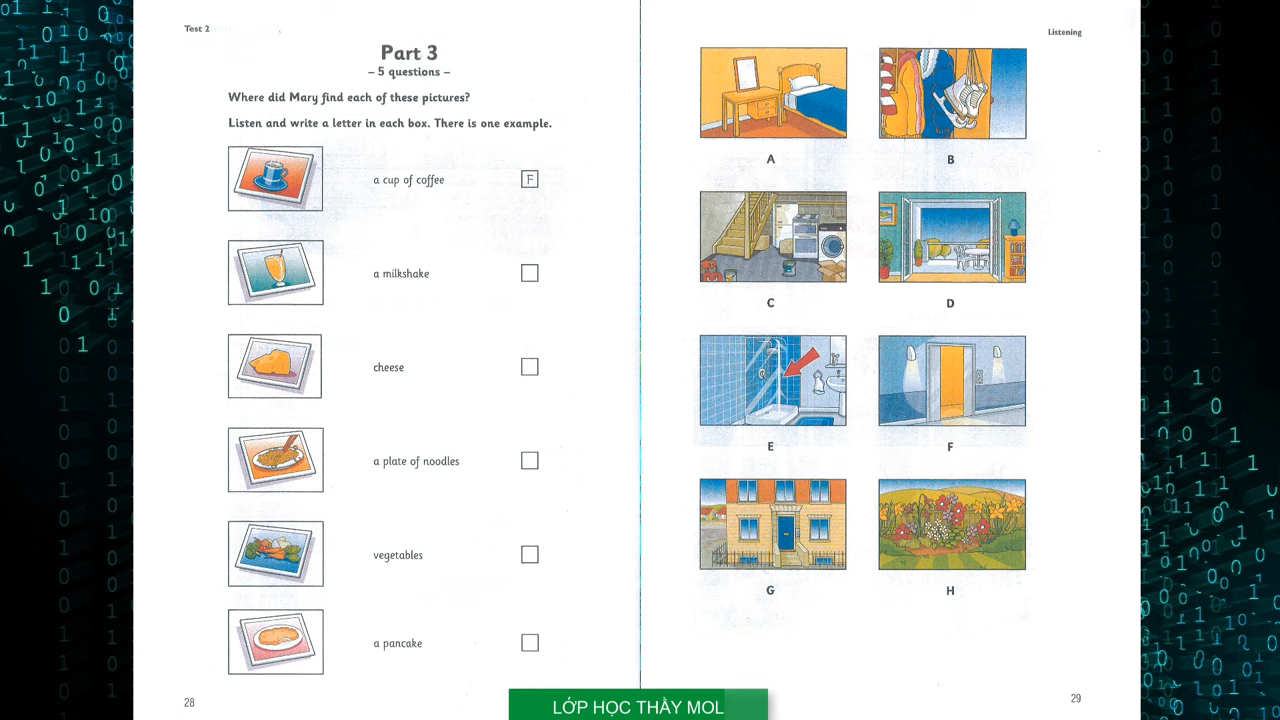 Test 2
Part 3
– 5 questions –
Where did Mary find each of these pictures?
Listen and write a letter in each box. There is one example.
a cup of coffee F
a milkshake
cheese
a plate of noodles
vegetables
a pancake
28
Listening
A B
C D
E F
G H
29
LỚP HỌC THẦY MOL